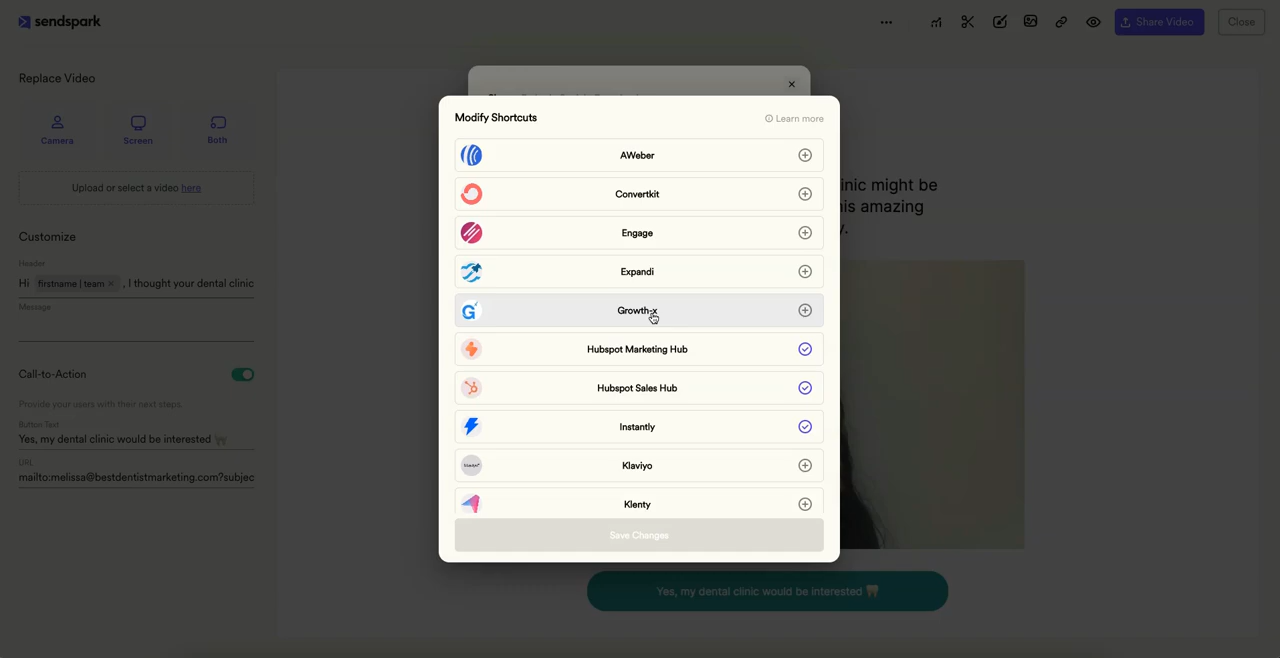 sendspark
Share Video
Close
Replace Video
Camera
Screen
Both
Upload or select a video here
Customize
Header
Hi firstname | team × , I thought your dental clinic
Message
Call-to-Action
Provide your users with their next steps.
Button Text
Yes, my dental clinic would be interested 🦷
URL
mailto:melissa@bestdentistmarketing.com?subjec
Modify Shortcuts
Learn more
AWeber
Convertkit
Engage
Expandi
Growth-x
Hubspot Marketing Hub
Hubspot Sales Hub
Instantly
Klaviyo
Klenty
Save Changes
inic might be
is amazing
y.
Yes, my dental clinic would be interested 🦷